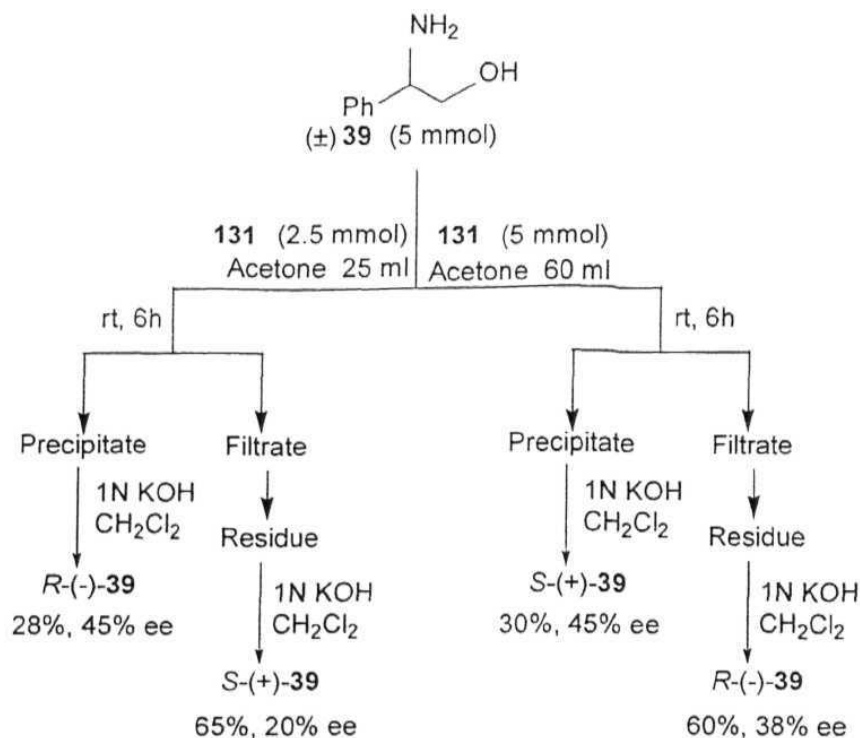 NH2
OH
Ph
(±) 39 (5 mmol)
131 (2.5 mmol) 131 (5 mmol)
Acetone 25 ml Acetone 60 ml
rt, 6h rt, 6h
Precipitate Filtrate Precipitate Filtrate
1N KOH 1N KOH
CH2Cl2 CH2Cl2
Residue Residue
R-(-)-39 S-(+)-39
28%, 45% ee 30%, 45% ee
1N KOH 1N KOH
CH2Cl2 CH2Cl2
S-(+)-39 R-(-)-39
65%, 20% ee 60%, 38% ee